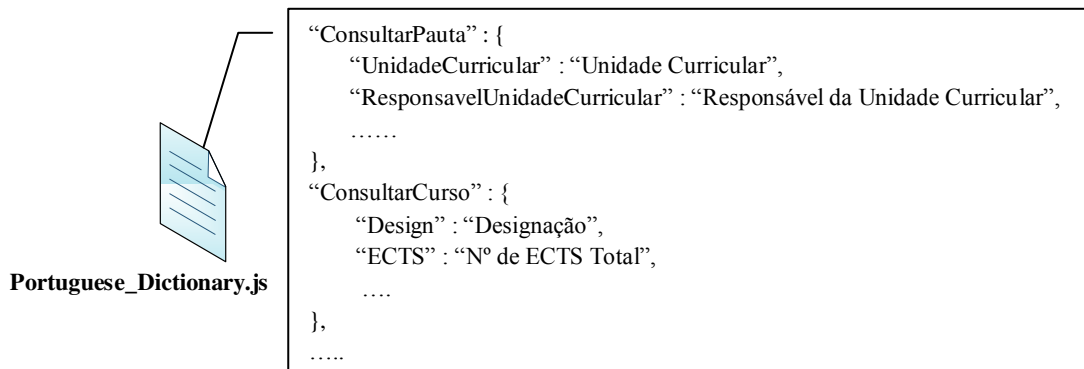 “ConsultarPauta” : {
“UnidadeCurricular” : “Unidade Curricular”,
“ResponsavelUnidadeCurricular” : “Responsável da Unidade Curricular”,
……
},
“ConsultarCurso” : {
“Design” : “Designação”,
“ECTS” : “Nº de ECTS Total”,
….
},
…..
Portuguese_Dictionary.js